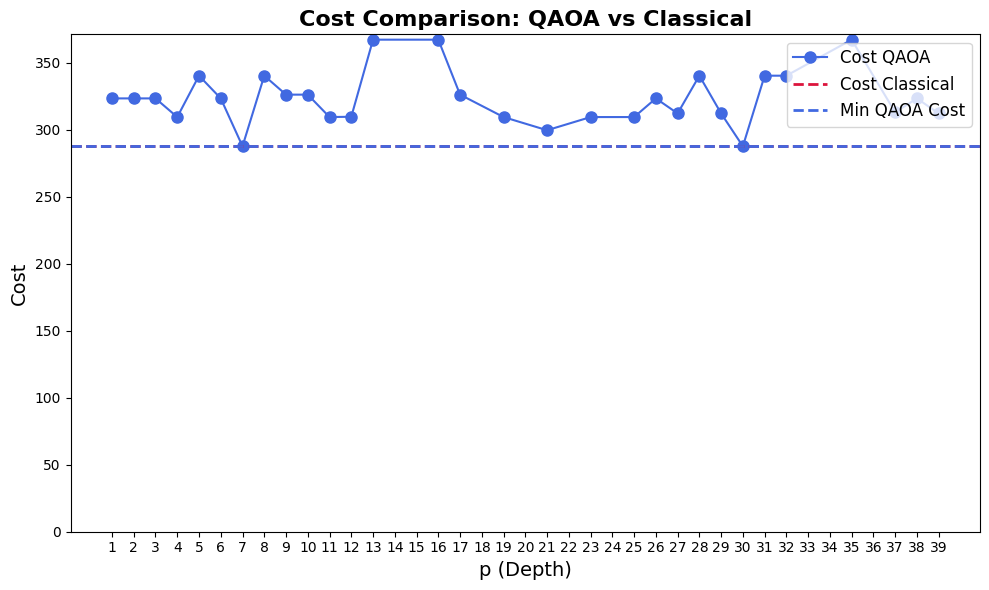 Cost Comparison: QAOA vs Classical
Cost QAOA
Cost Classical
Min QAOA Cost
Cost
350
300
250
200
150
100
50
0
1 2 3 4 5 6 7 8 9 10 11 12 13 14 15 16 17 18 19 20 21 22 23 24 25 26 27 28 29 30 31 32 33 34 35 36 37 38 39
p (Depth)